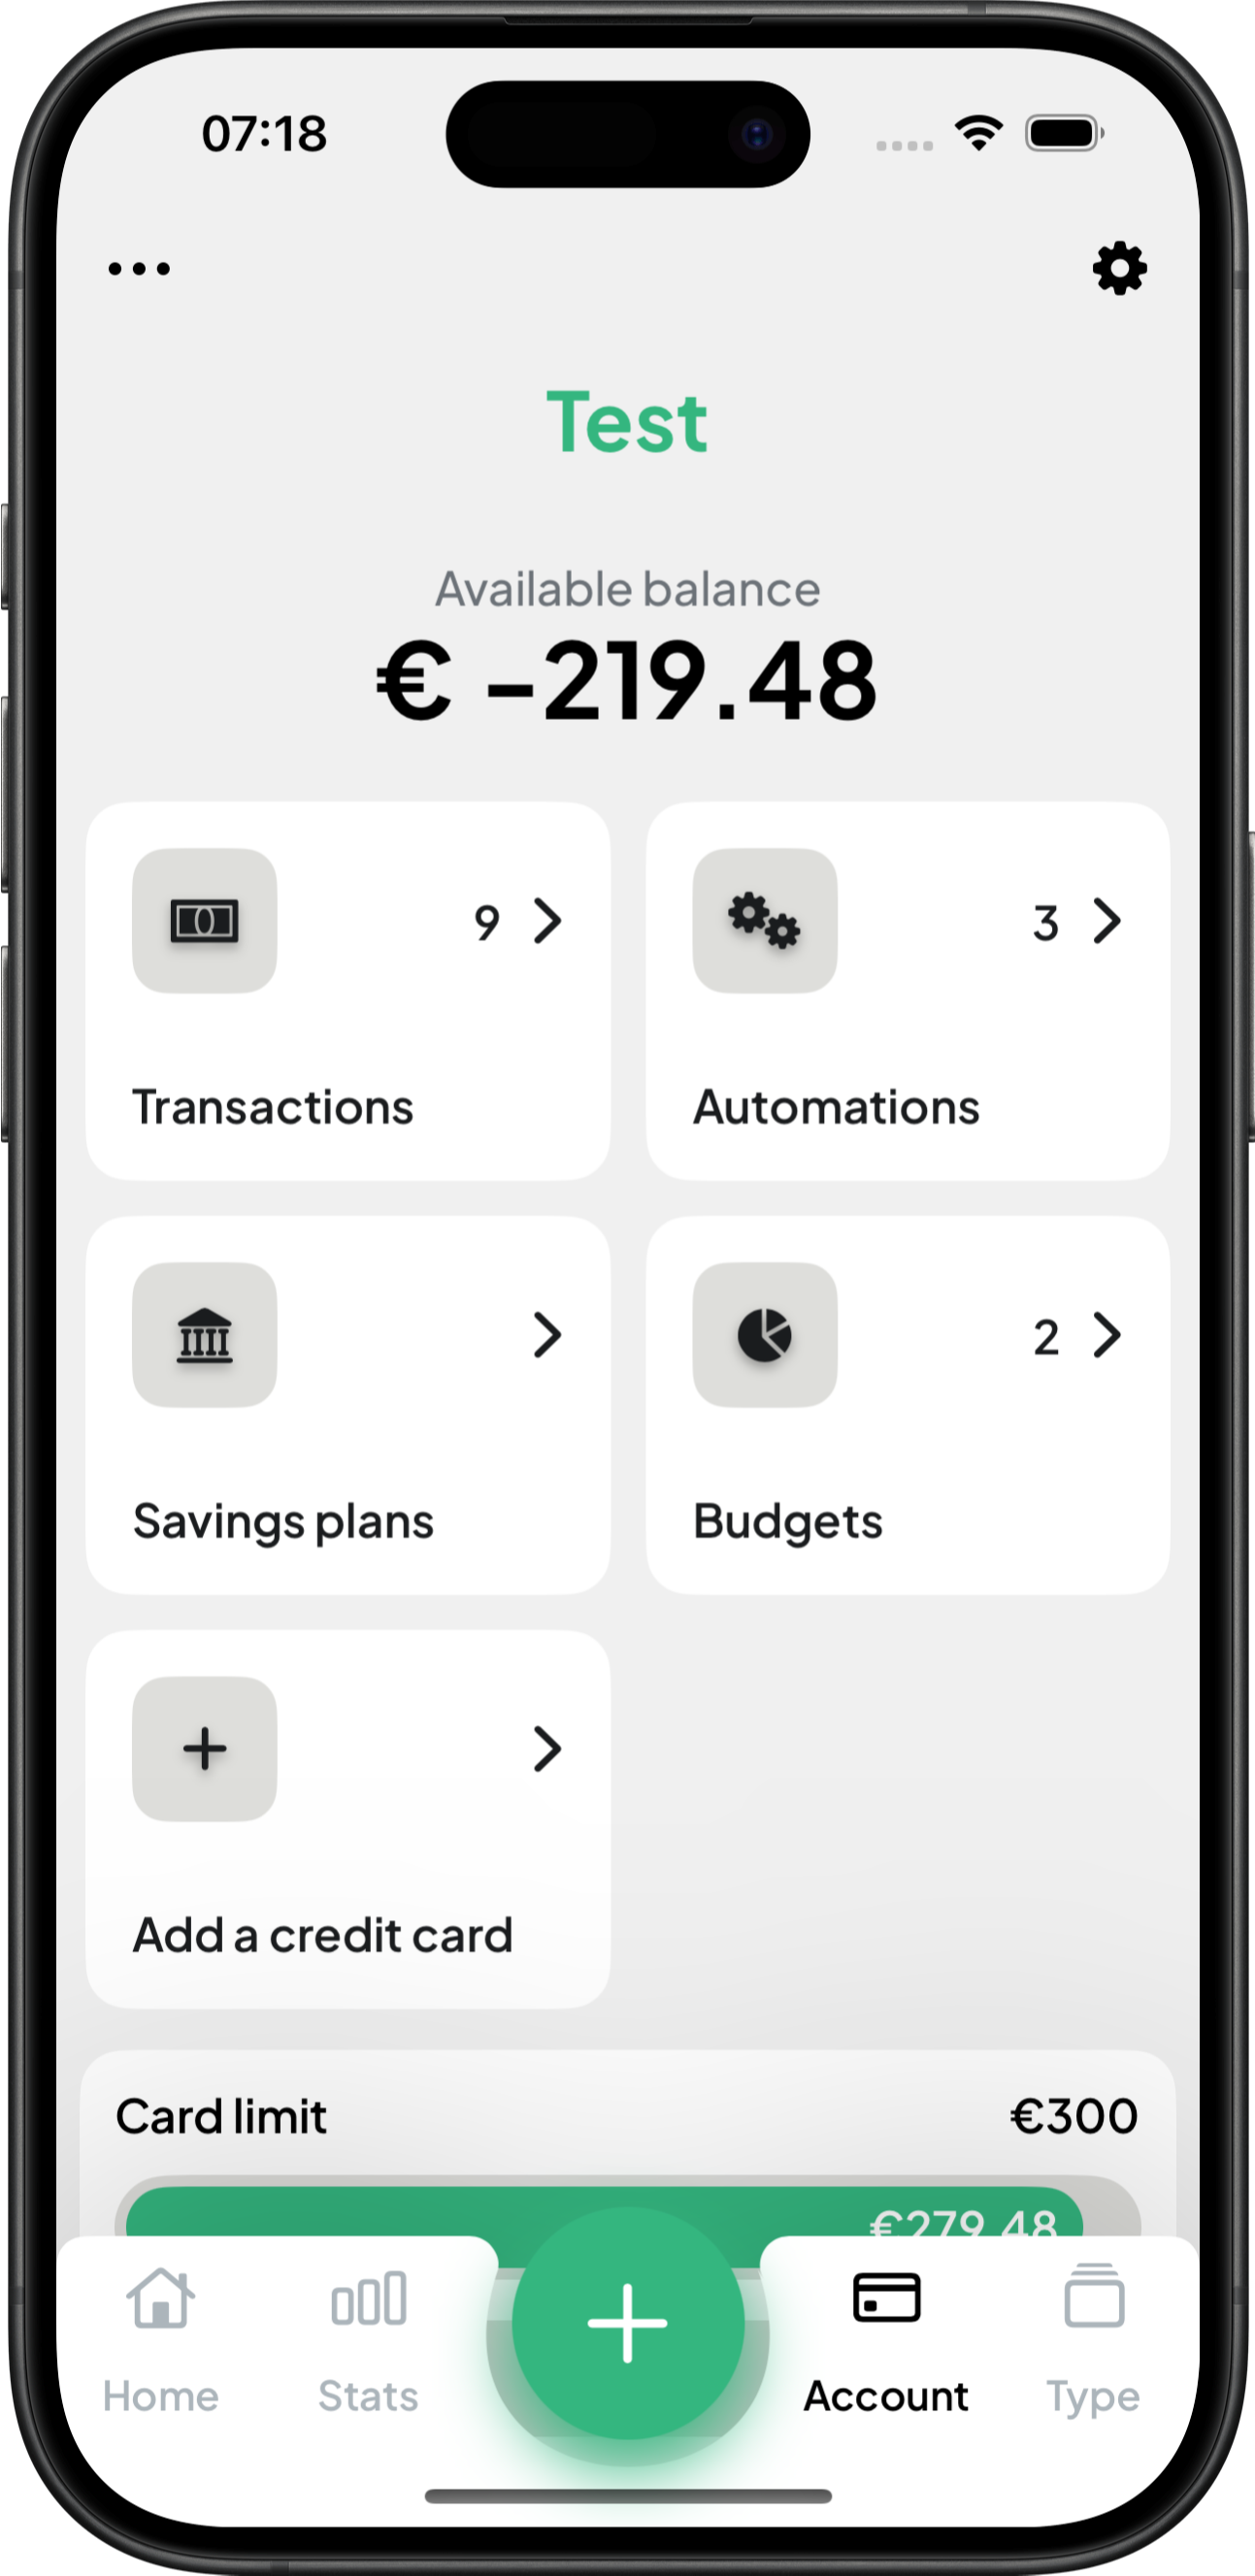 07:18
Test
Available balance
€ -219.48
9
3
Transactions
Automations
2
Savings plans
Budgets
Add a credit card
Card limit
€300
€279.48
Home
Stats
Account
Type